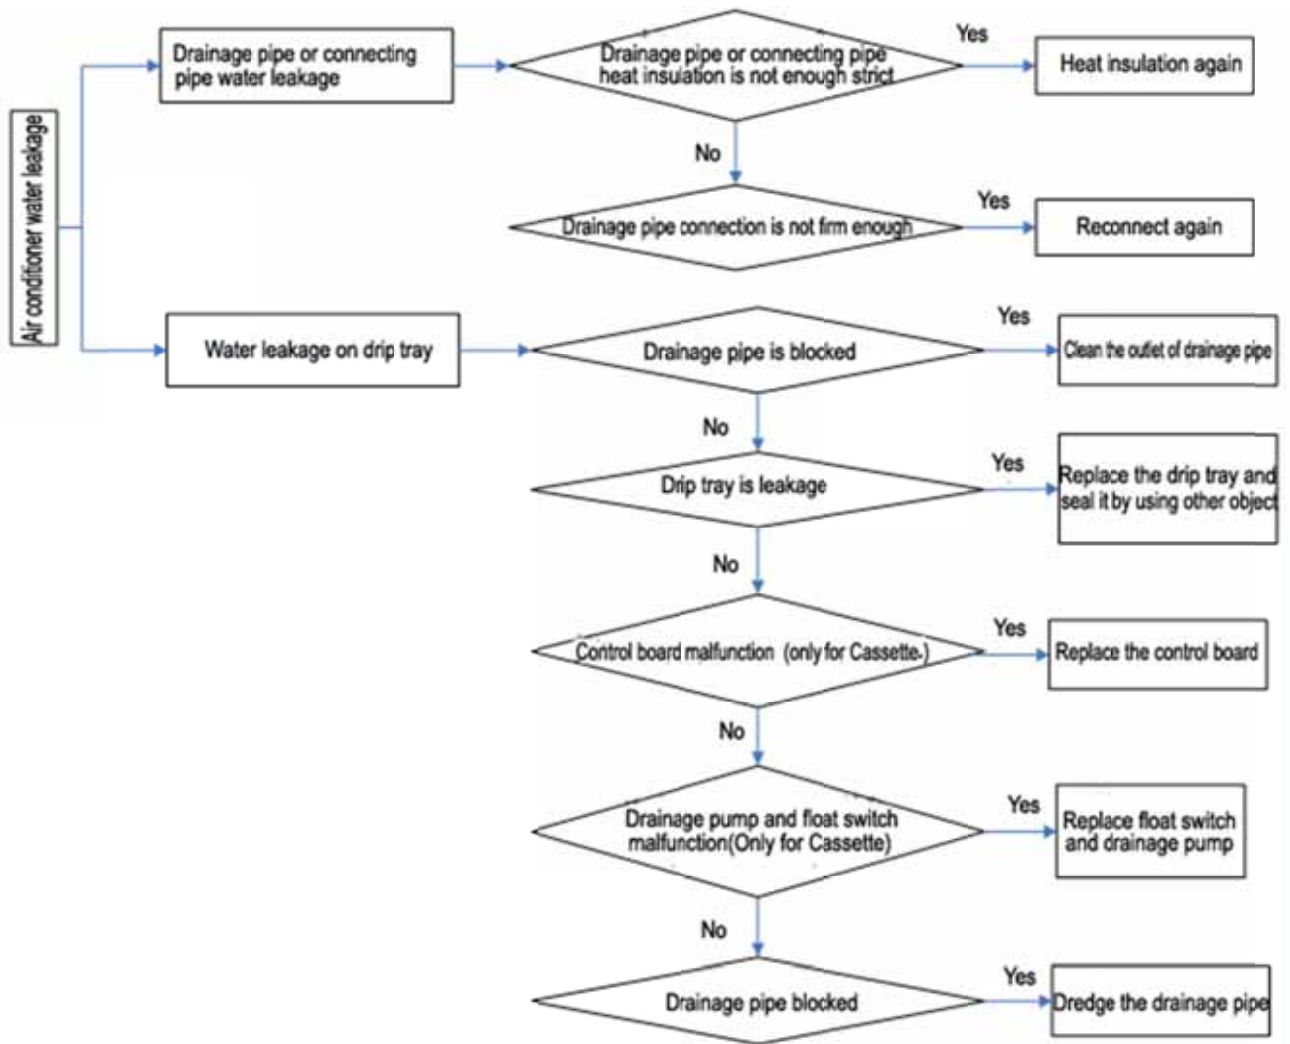 Air conditioner water leakage
Drainage pipe or connecting
pipe water leakage
Drainage pipe or connecting pipe
heat insulation is not enough strict
Yes
Heat insulation again
No
Drainage pipe connection is not firm enough
Yes
Reconnect again
Water leakage on drip tray
Drainage pipe is blocked
Yes
Clean the outlet of drainage pipe
No
Drip tray is leakage
Yes
Replace the drip tray and
seal it by using other object
No
Control board malfunction (only for Cassette.)
Yes
Replace the control board
No
Drainage pump and float switch
malfunction(Only for Cassette)
Yes
Replace float switch
and drainage pump
No
Drainage pipe blocked
Yes
Dredge the drainage pipe